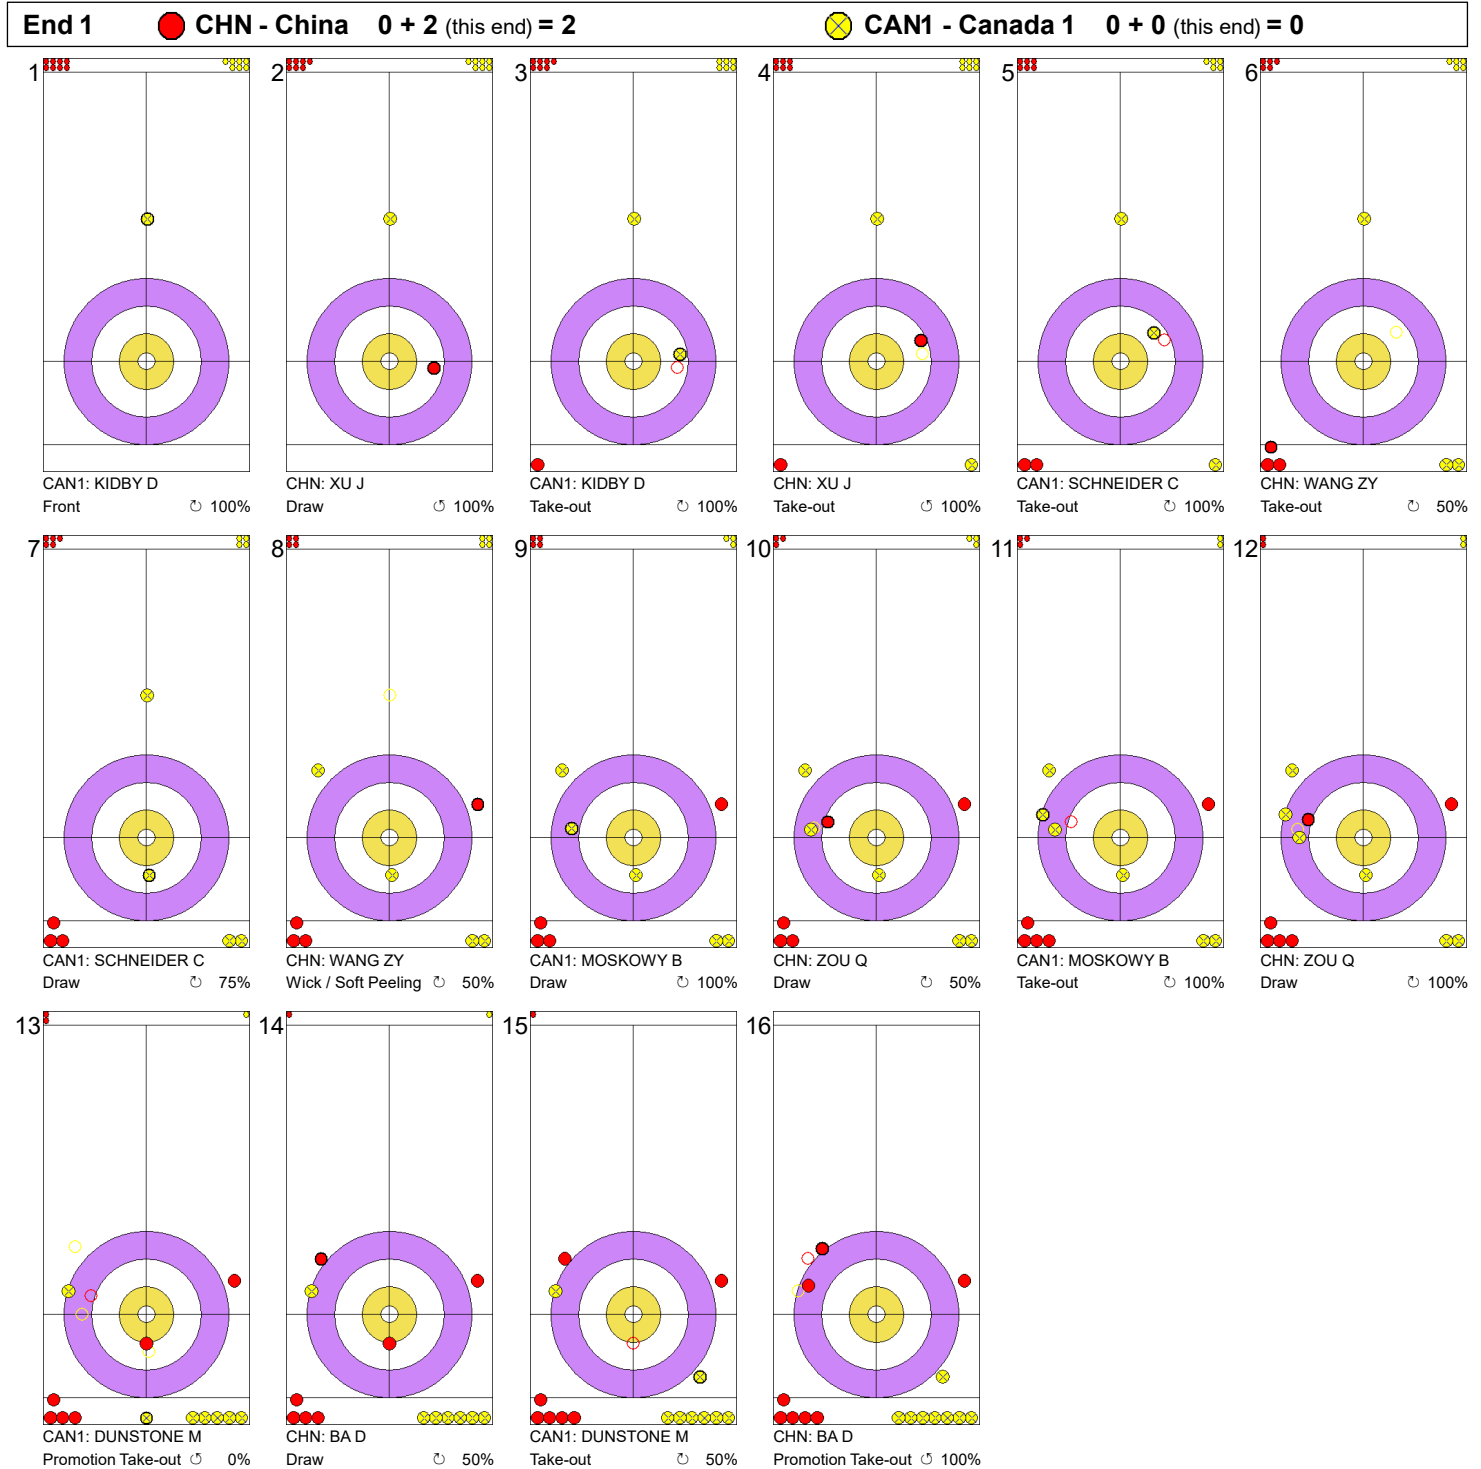 End 1 CHN - China 0 + 2 (this end) = 2 CAN1 - Canada 1 0 + 0 (this end) = 0
1 2 3 4 5 6
CAN1: KIDBY D CHN: XU J CAN1: KIDBY D CHN: XU J CAN1: SCHNEIDER C CHN: WANG ZY
Front ↻ 100% Draw ↻ 100% Take-out ↻ 100% Take-out ↻ 100% Take-out ↻ 100% Take-out ↻ 50%
7 8 9 10 11 12
CAN1: SCHNEIDER C CHN: WANG ZY CAN1: MOSKOWY B CHN: ZOU Q CAN1: MOSKOWY B CHN: ZOU Q
Draw ↻ 75% Wick / Soft Peeling ↻ 50% Draw ↻ 100% Draw ↻ 50% Take-out ↻ 100% Draw ↻ 100%
13 14 15 16
CAN1: DUNSTONE M CHN: BA D CAN1: DUNSTONE M CHN: BA D
Promotion Take-out ↺ 0% Draw ↺ 50% Take-out ↻ 50% Promotion Take-out ↺ 100%